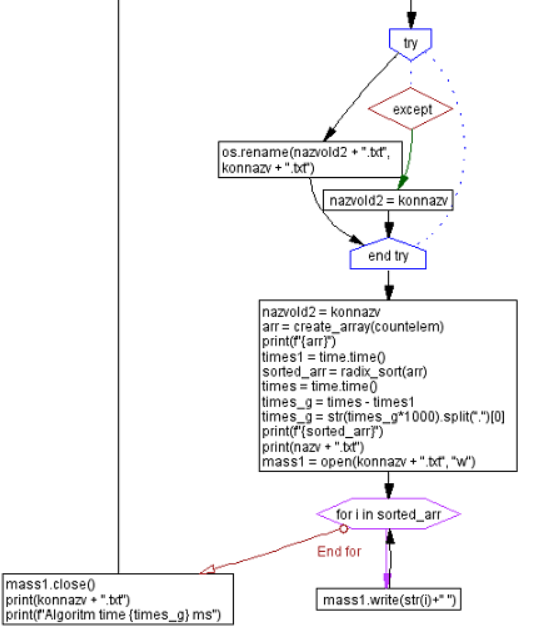 try
except
os.rename(nazvold2 + ".txt",
konnazv + ".txt")
nazvold2 = konnazv
end try
nazvold2 = konnazv
arr = create_array(countelem)
print(f"{arr}")
times1 = time.time()
sorted_arr = radix_sort(arr)
times = time.time()
times_g = times - times1
times_g = str(times_g*1000).split(".")[0]
print(f"{sorted_arr}")
print(nazv + ".txt")
mass1 = open(konnazv + ".txt", "w")
for i in sorted_arr
End for
mass1.close()
print(konnazv + ".txt")
print(f"Algoritm time {times_g} ms")
mass1.write(str(i)+" ")